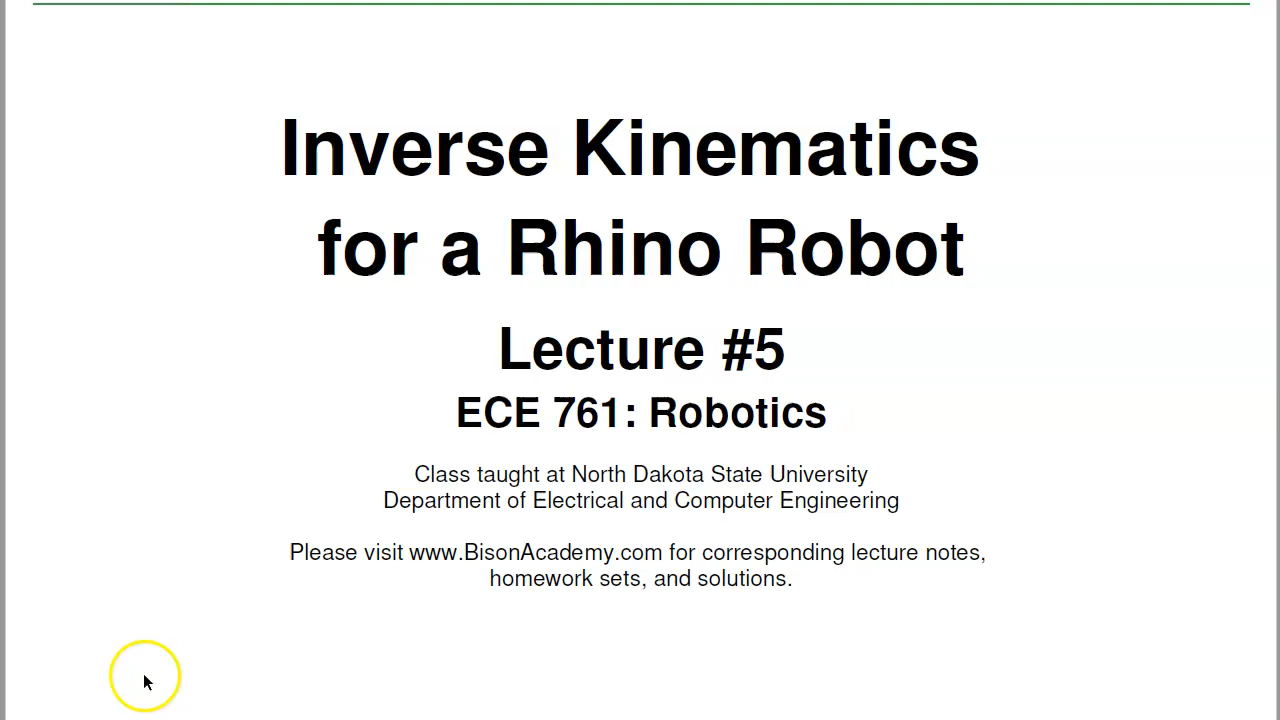 Inverse Kinematics
for a Rhino Robot
Lecture #5
ECE 761: Robotics
Class taught at North Dakota State University
Department of Electrical and Computer Engineering
Please visit www.BisonAcademy.com for corresponding lecture notes,
homework sets, and solutions.